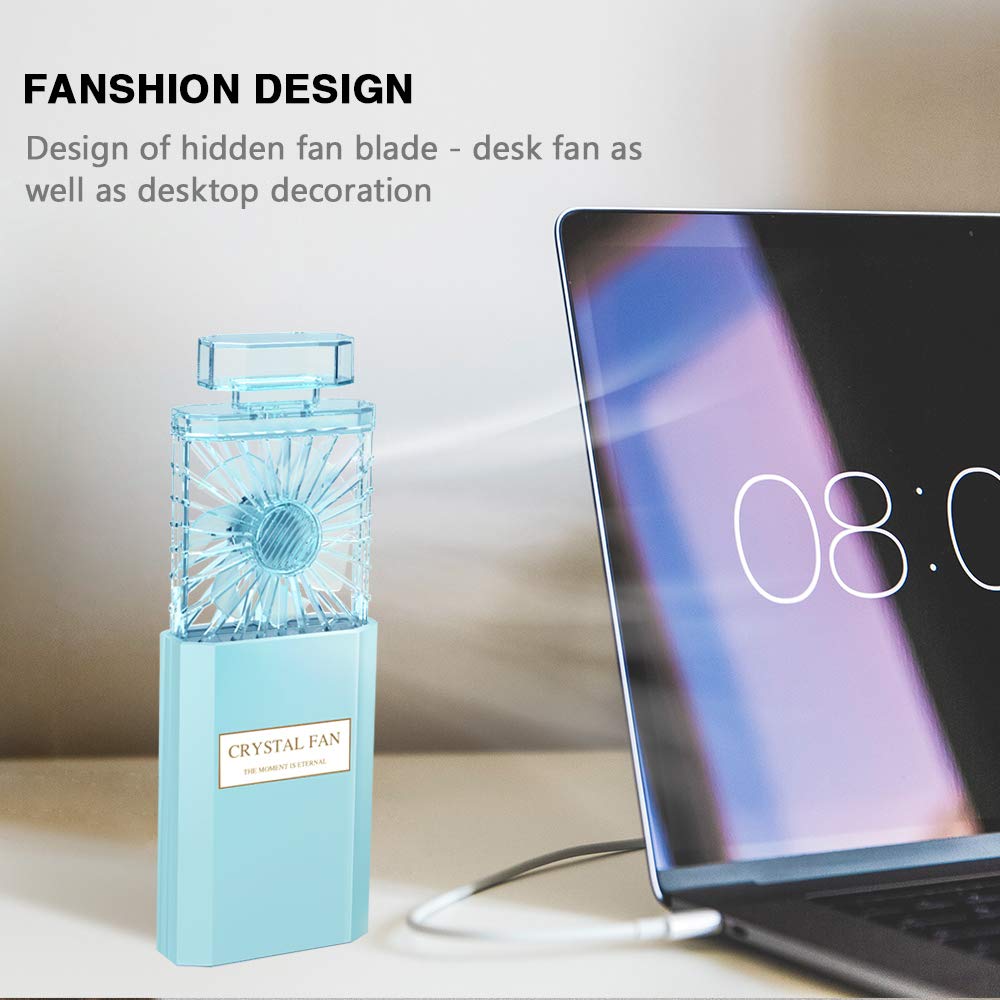 FANSHION DESIGN
Design of hidden fan blade - desk fan as
well as desktop decoration
08:0
CRYSTAL FAN
THE MOMENT IS ETERNAL